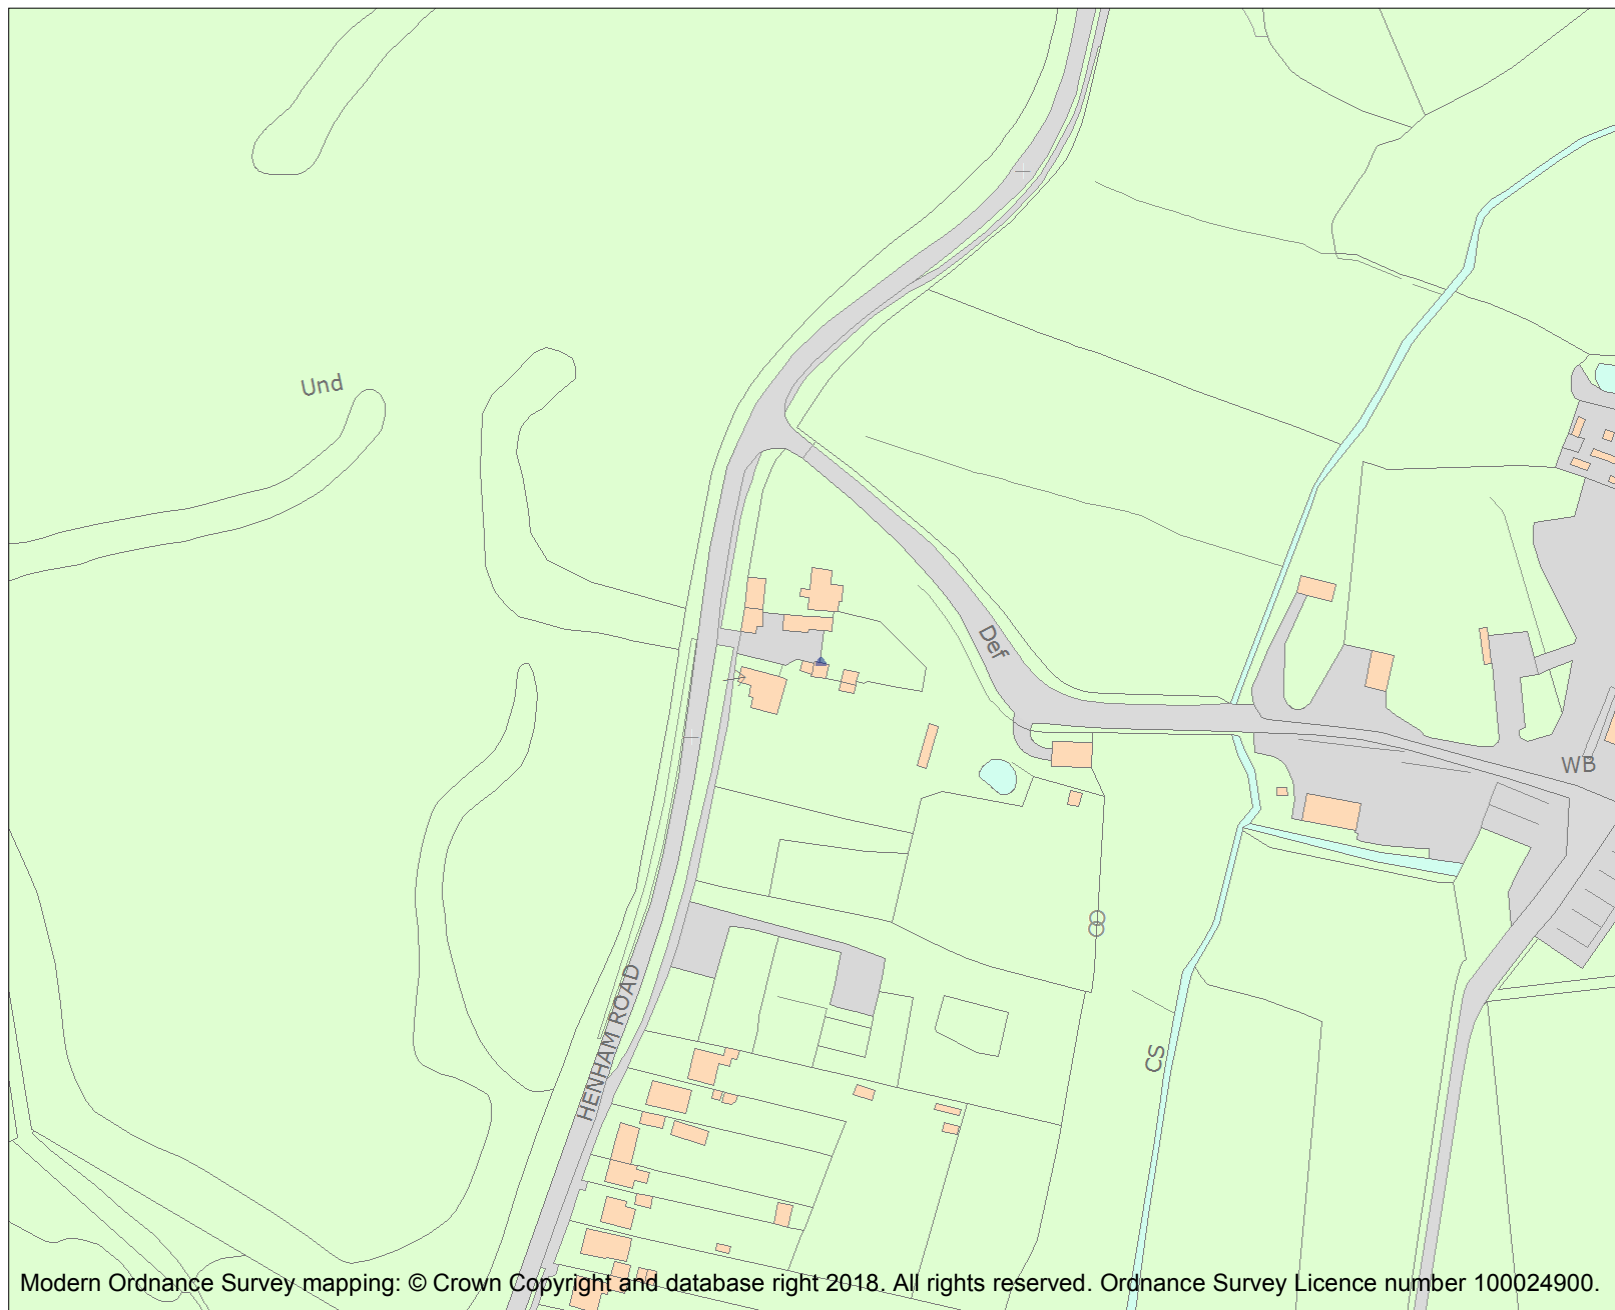 Und
Def
WB
HENHAM ROAD
CS
Modern Ordnance Survey mapping: © Crown Copyright and database right 2018. All rights reserved. Ordnance Survey Licence number 100024900.